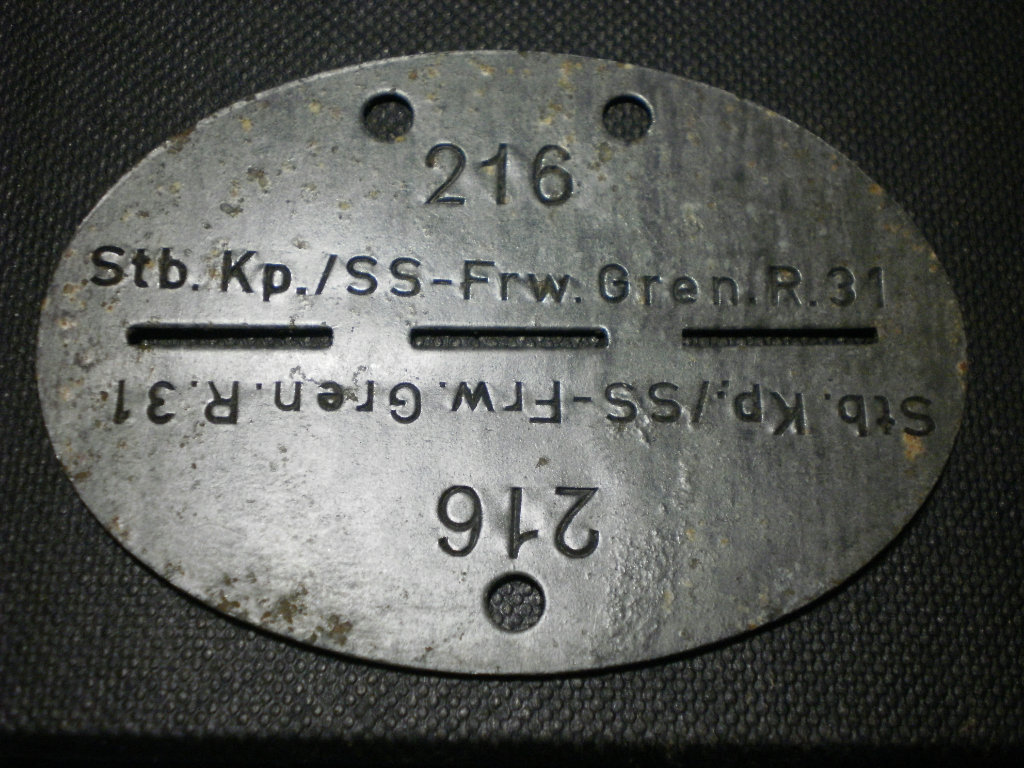 216
Stb. Kp./SS-Frw. Gren. R. 31
Stb. Kp./SS-Frw. Gren. R. 31
216